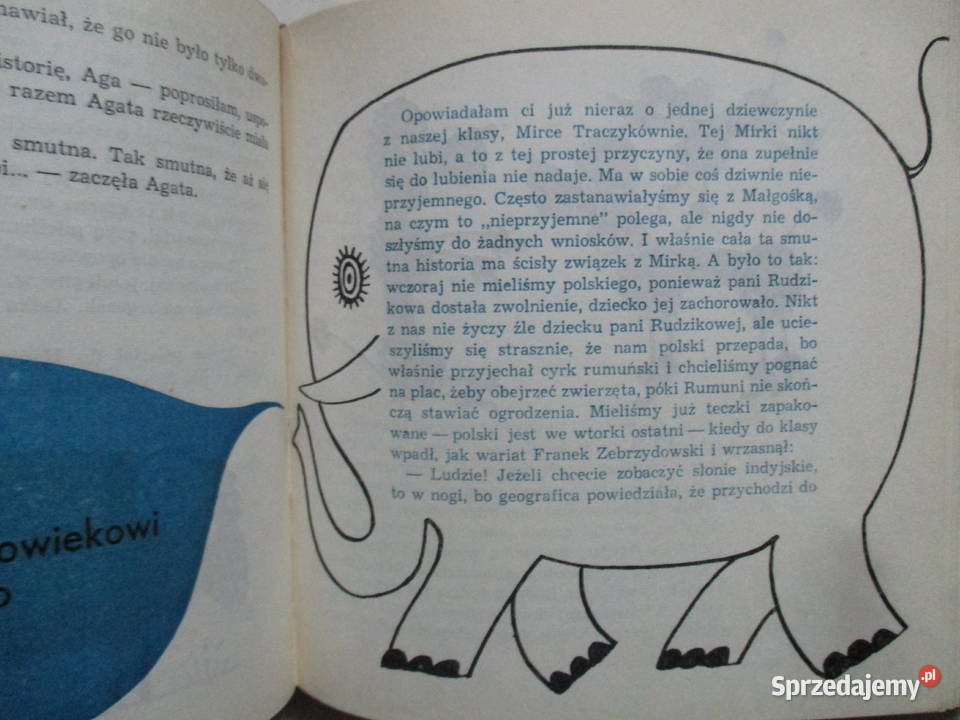 nawiał, że go nie było tylko dwo-
istorię, Aga — poprosiłam, uspo-
razem Agata rzeczywiście miała
smutna. Tak smutna, że aż się
bi... — zaczęła Agata.
owiekowi
o
Opowiadałam ci już nieraz o jednej dziewczynie
z naszej klasy, Mirce Traczykównie. Tej Mirki nikt
nie lubi, a to z tej prostej przyczyny, że ona zupełnie
się do lubienia nie nadaje. Ma w sobie coś dziwnie nie-
przyjemnego. Często zastanawiałyśmy się z Małgośką,
na czym to „nieprzyjemne” polega, ale nigdy nie do-
szłyśmy do żadnych wniosków. I właśnie cała ta smu-
tna historia ma ścisły związek z Mirką. A było to tak:
wczoraj nie mieliśmy polskiego, ponieważ pani Rudzi-
kowa dostała zwolnienie, dziecko jej zachorowało. Nikt
z nas nie życzy źle dziecku pani Rudzikowej, ale ucie-
szyliśmy się strasznie, że nam polski przepada, bo
właśnie przyjechał cyrk rumuński i chcieliśmy pognać
na plac, żeby obejrzeć zwierzęta, póki Rumuni nie skoń-
czą stawiać ogrodzenia. Mieliśmy już teczki zapako-
wane — polski jest we wtorki ostatni — kiedy do klasy
wpadł, jak wariat Franek Zebrzydowski i wrzasnął:
— Ludzie! Jeżeli chcecie zobaczyć słonie indyjskie,
to w nogi, bo geografica powiedziała, że przychodzi do
Sprzedajemy.pl